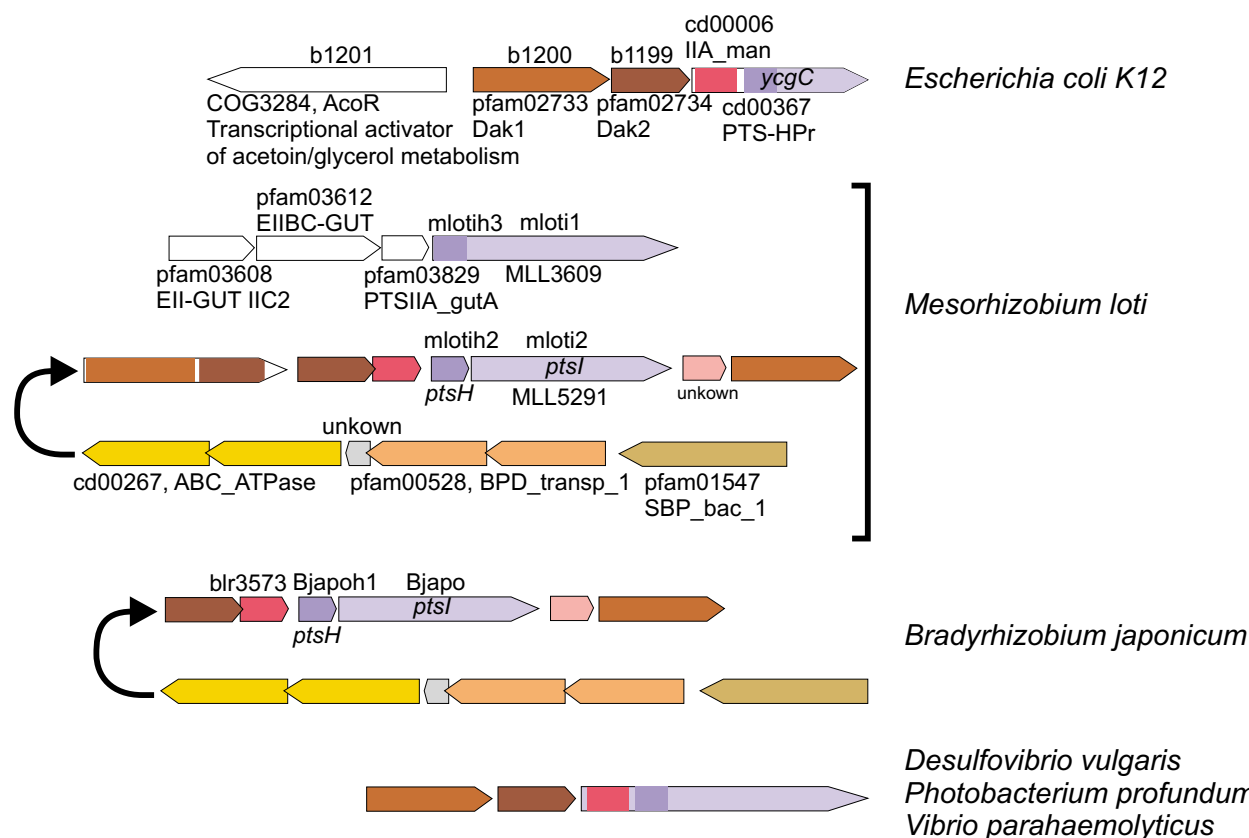 cd00006
b1201
b1200
b1199
IIA_man
ycgC
Escherichia coli K12
COG3284, AcoR
pfam02733
pfam02734
cd00367
Transcriptional activator
Dak1
Dak2
PTS-HPr
of acetoin/glycerol metabolism
pfam03612
EIIBC-GUT
mlotih3
mloti1
pfam03608
pfam03829
MLL3609
EII-GUT IIC2
PTSIIA_gutA
Mesorhizobium loti
mlotih2
mloti2
ptsI
ptsH
MLL5291
unkown
unkown
cd00267, ABC_ATPase
pfam00528, BPD_transp_1
pfam01547
SBP_bac_1
blr3573
Bjapoh1
Bjapo
ptsI
ptsH
Bradyrhizobium japonicum
Desulfovibrio vulgaris
Photobacterium profundum
Vibrio parahaemolyticus